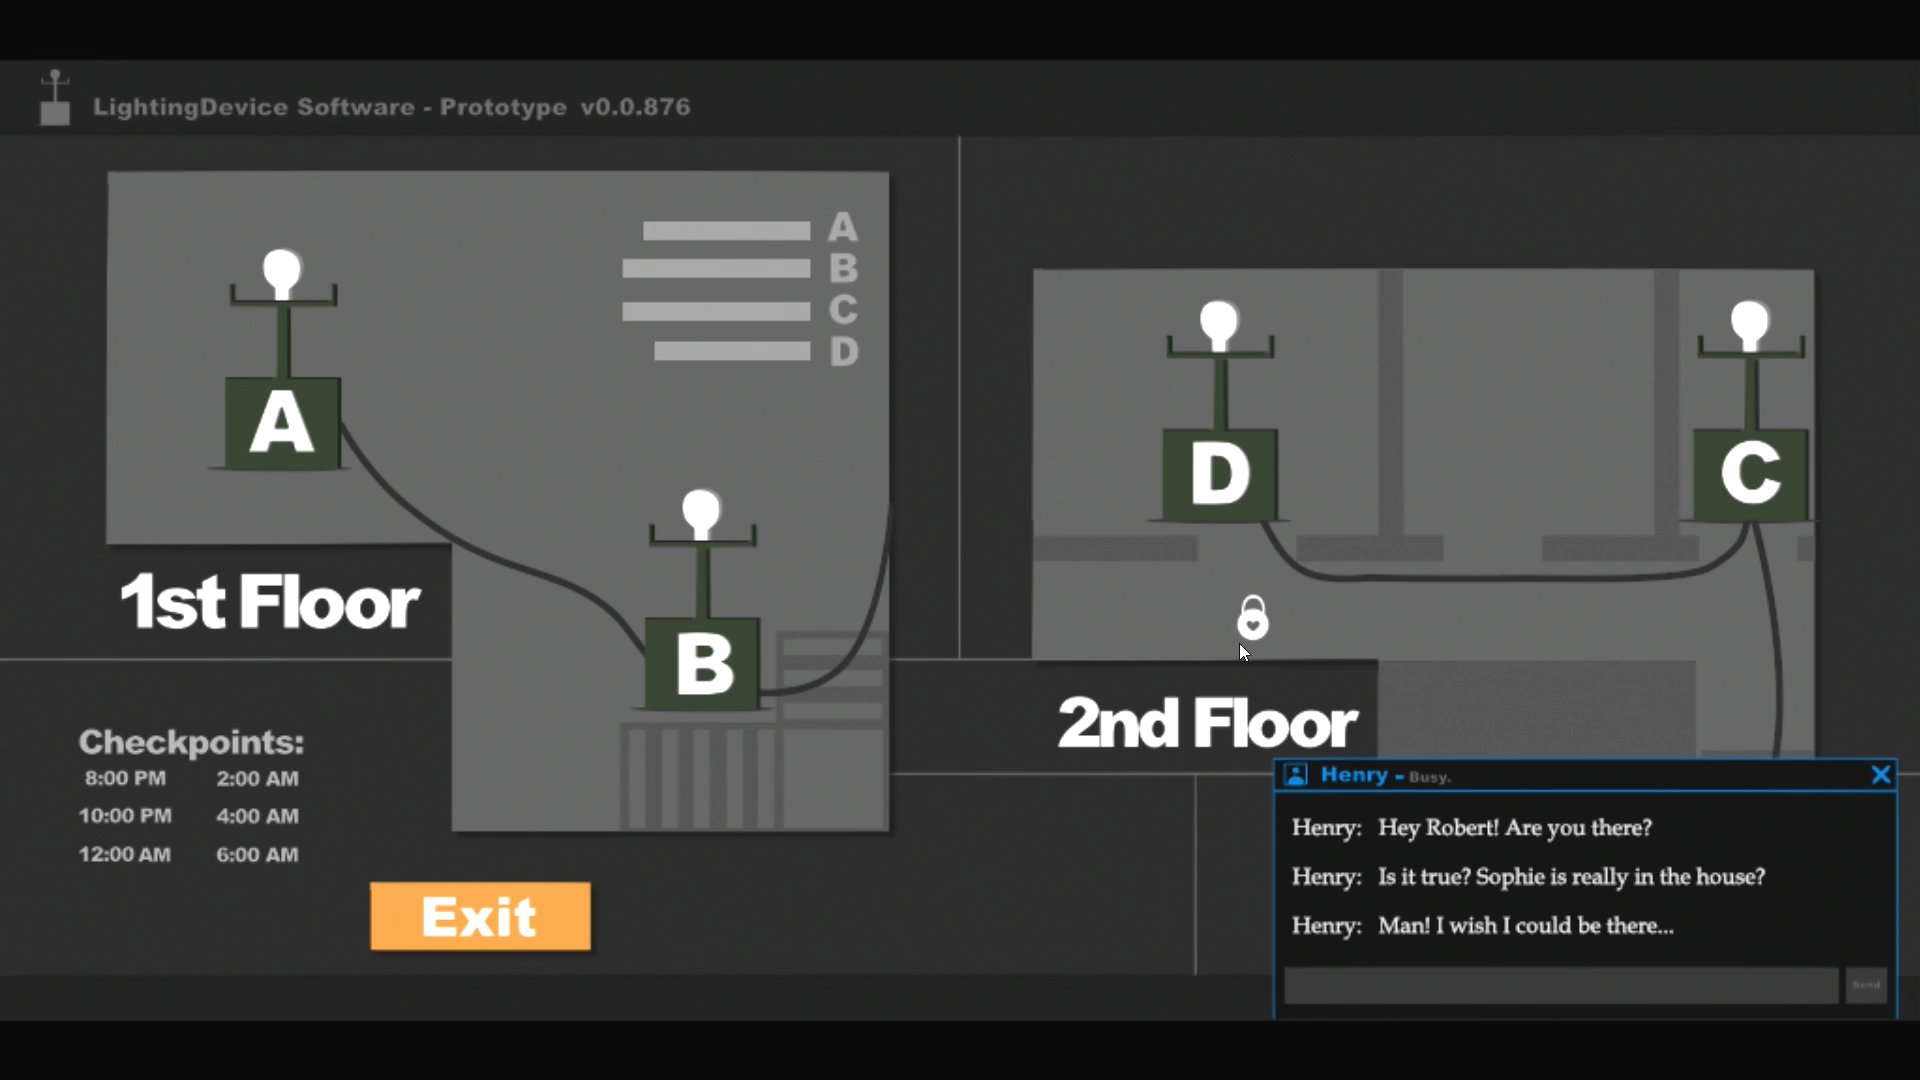 LightingDevice Software - Prototype v0.0.876
A
B
C
D
A
B
1st Floor
D
C
2nd Floor
Checkpoints:
8:00 PM 2:00 AM
10:00 PM 4:00 AM
12:00 AM 6:00 AM
Exit
Henry - Busy.
Henry: Hey Robert! Are you there?
Henry: Is it true? Sophie is really in the house?
Henry: Man! I wish I could be there...
Send